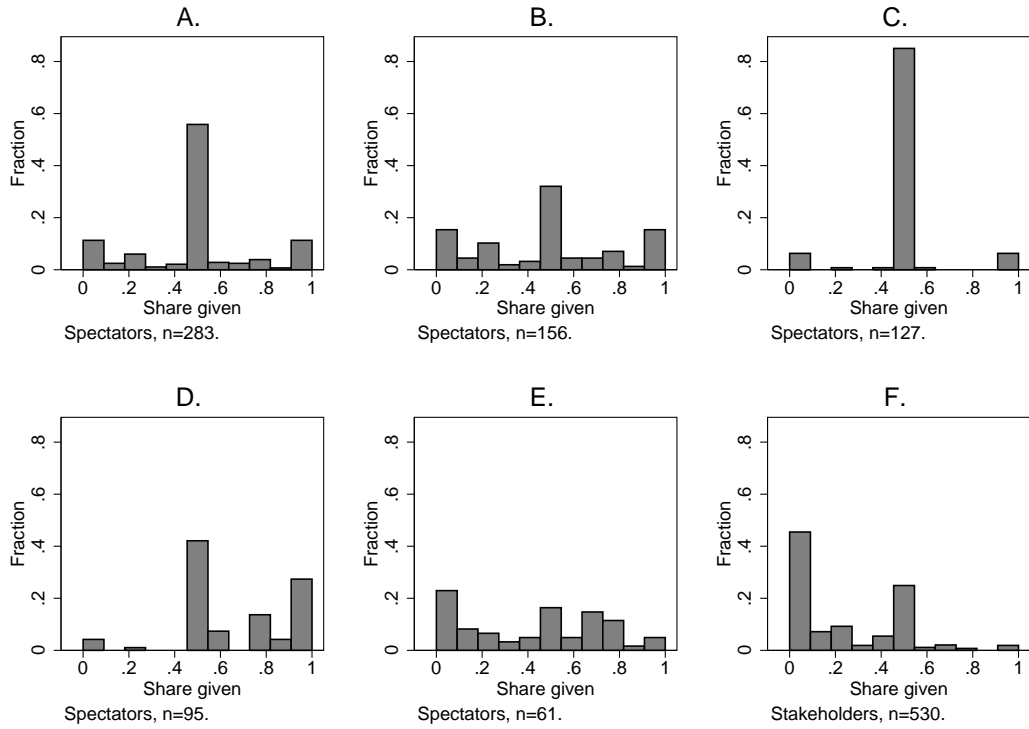 A.
B.
C.
Fraction
0 .2 .4 .6 .8
0 .2 .4 .6 .8 1
Share given
Spectators, n=283.
Fraction
0 .2 .4 .6 .8
0 .2 .4 .6 .8 1
Share given
Spectators, n=156.
Fraction
0 .2 .4 .6 .8
0 .2 .4 .6 .8 1
Share given
Spectators, n=127.
D.
E.
F.
Fraction
0 .2 .4 .6 .8
0 .2 .4 .6 .8 1
Share given
Spectators, n=95.
Fraction
0 .2 .4 .6 .8
0 .2 .4 .6 .8 1
Share given
Spectators, n=61.
Fraction
0 .2 .4 .6 .8
0 .2 .4 .6 .8 1
Share given
Stakeholders, n=530.